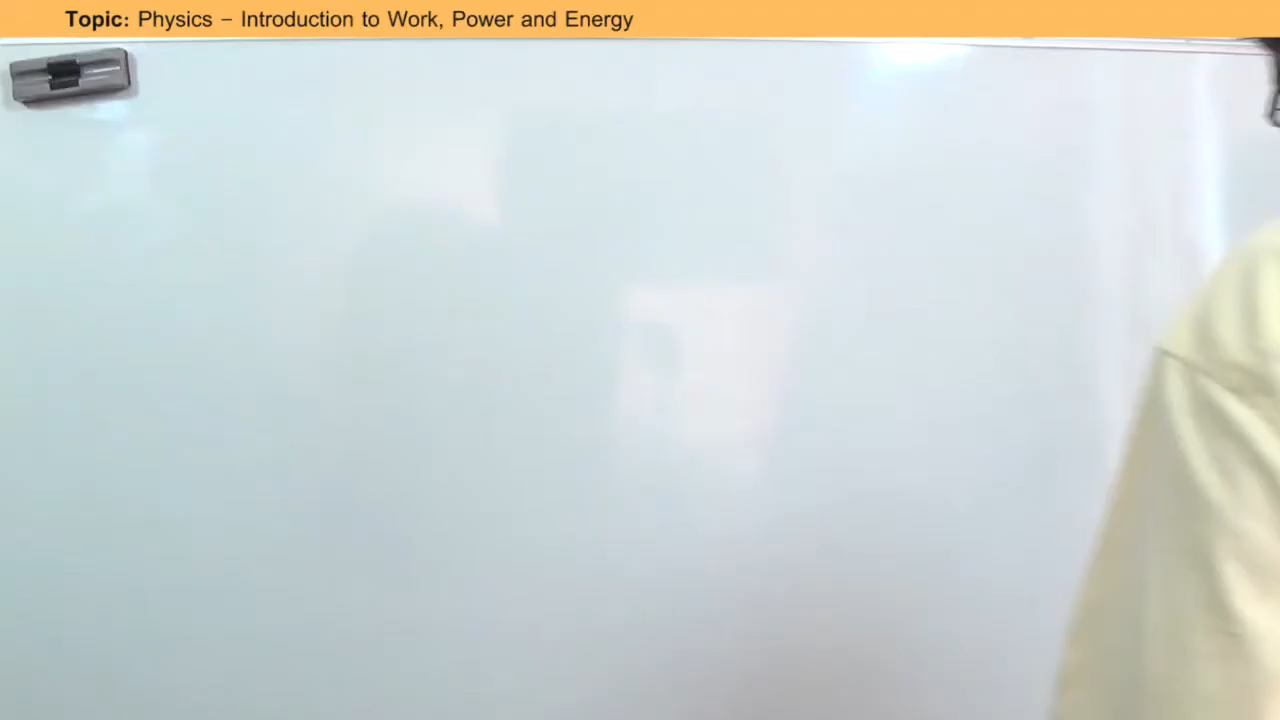 Topic: Physics – Introduction to Work, Power and Energy